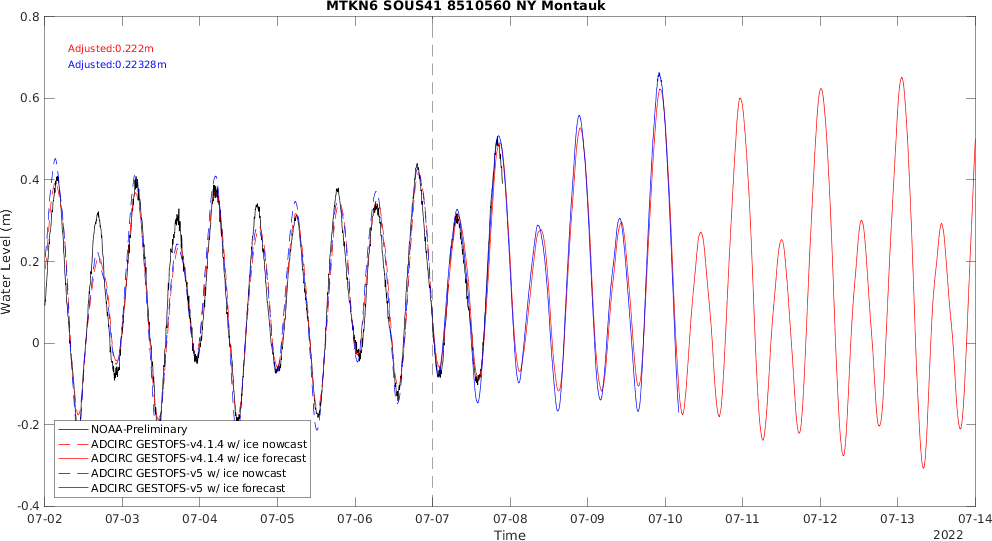 MTKN6 SOUS41 8510560 NY Montauk
0.8
Adjusted:0.222m
Adjusted:0.22328m
0.6
0.4
0.2
0
-0.2
-0.4
Water Level (m)
NOAA-Preliminary
ADCIRC GESTOFS-v4.1.4 w/ ice nowcast
ADCIRC GESTOFS-v4.1.4 w/ ice forecast
ADCIRC GESTOFS-v5 w/ ice nowcast
ADCIRC GESTOFS-v5 w/ ice forecast
07-02 07-03 07-04 07-05 07-06 07-07 07-08 07-09 07-10 07-11 07-12 07-13 07-14
Time
2022